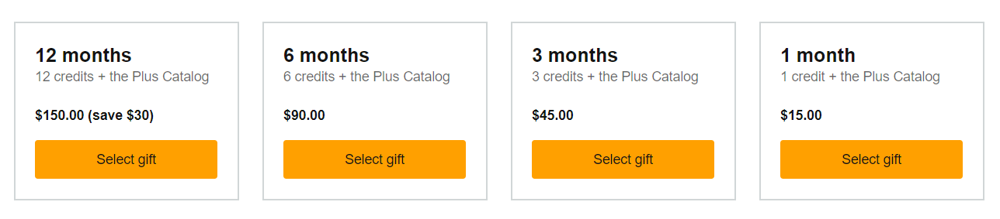 12 months
12 credits + the Plus Catalog
$150.00 (save $30)
Select gift
6 months
6 credits + the Plus Catalog
$90.00
Select gift
3 months
3 credits + the Plus Catalog
$45.00
Select gift
1 month
1 credit + the Plus Catalog
$15.00
Select gift